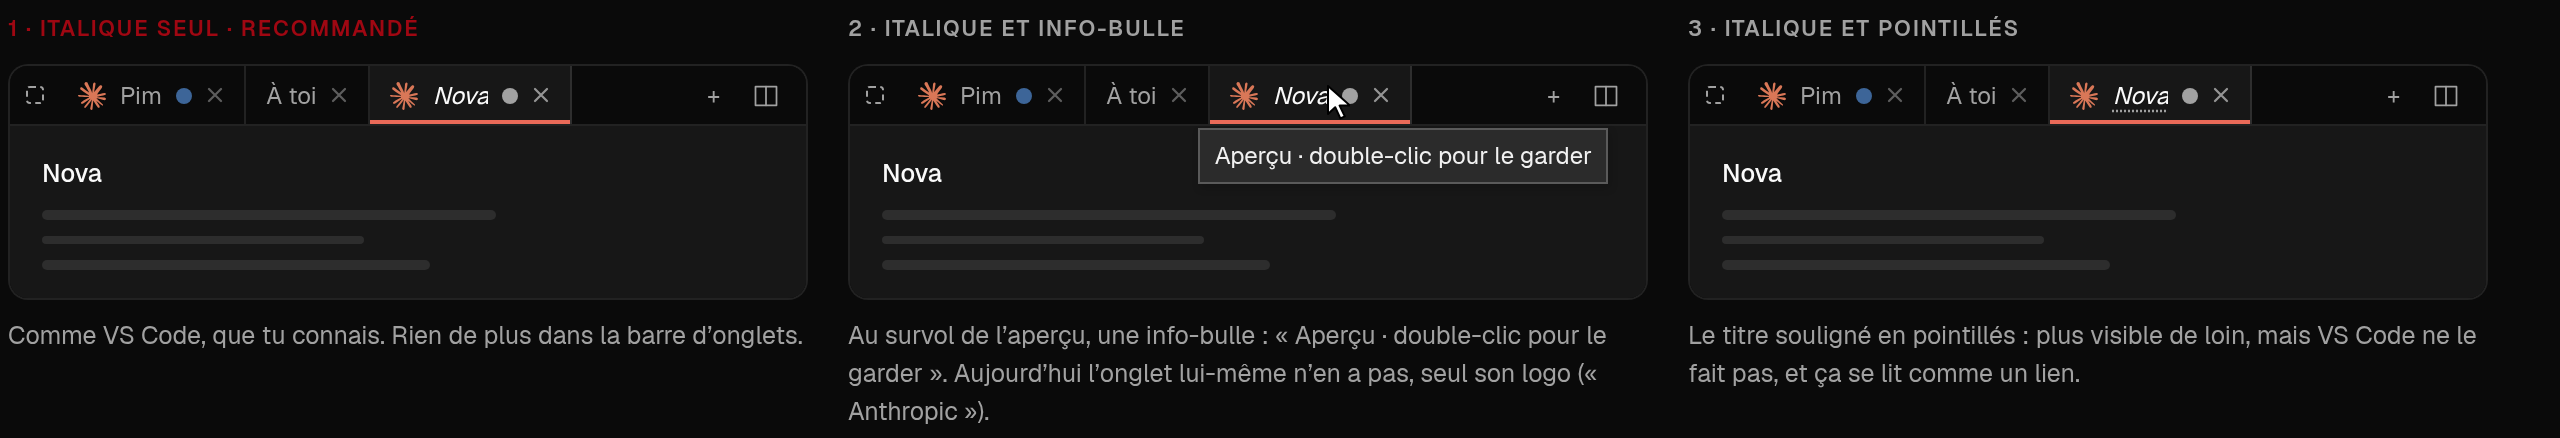 1 · ITALIQUE SEUL · RECOMMANDÉ
Pim
À toi
Nova
+
Nova
Comme VS Code, que tu connais. Rien de plus dans la barre d’onglets.
2 · ITALIQUE ET INFO-BULLE
Pim
À toi
Nova
+
Aperçu · double-clic pour le garder
Nova
Au survol de l’aperçu, une info-bulle : « Aperçu · double-clic pour le
garder ». Aujourd’hui l’onglet lui-même n’en a pas, seul son logo («
Anthropic »).
3 · ITALIQUE ET POINTILLÉS
Pim
À toi
Nova
+
Nova
Le titre souligné en pointillés : plus visible de loin, mais VS Code ne le
fait pas, et ça se lit comme un lien.